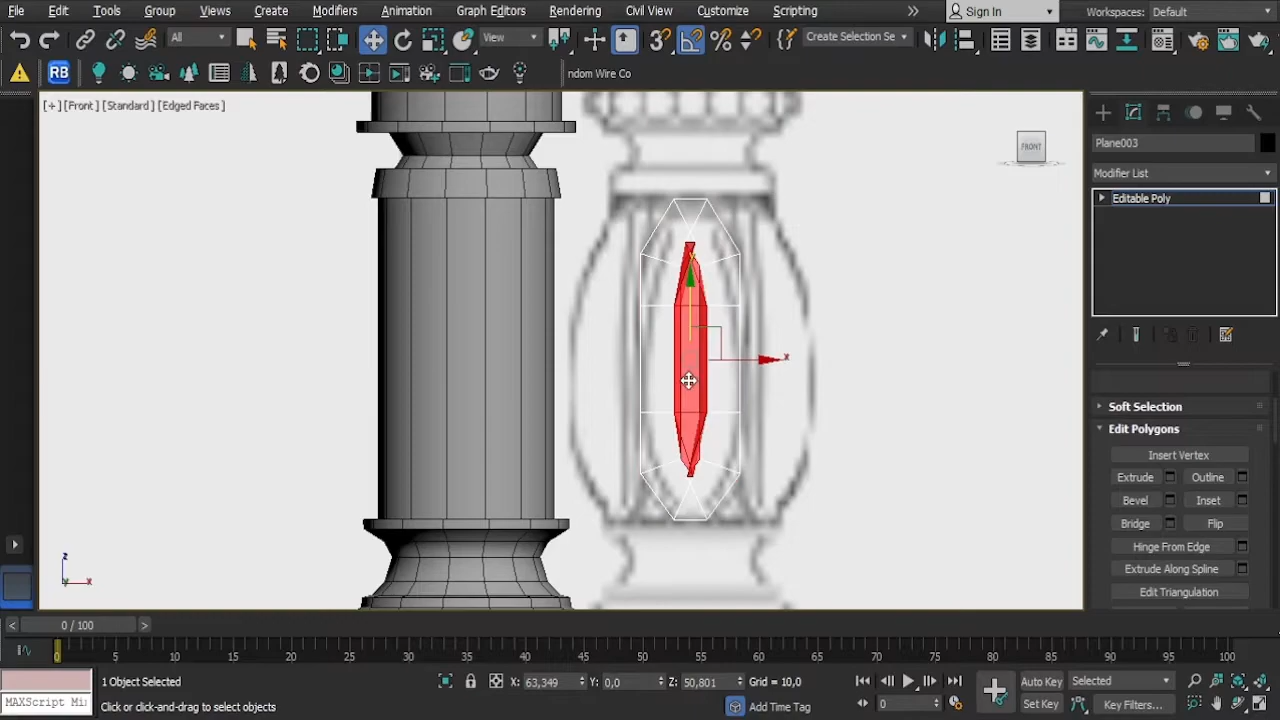 File Edit Tools Group Views Create Modifiers Animation Graph Editors Rendering Civil View Customize Scripting Sign In Workspaces: Default
All View Create Selection Se
RB ndom Wire Co
[+] [Front] [Standard] [Edged Faces]
FRONT
Plane003
Modifier List
Editable Poly
Soft Selection
Edit Polygons
Insert Vertex
Extrude Outline
Bevel Inset
Bridge Flip
Hinge From Edge
Extrude Along Spline
Edit Triangulation
x
z
x
0 / 100
0 5 10 15 20 25 30 35 40 45 50 55 60 65 70 75 80 85 90 95 100
1 Object Selected X: 63,349 Y: 0,0 Z: 50,801 Grid = 10,0 Auto Key Selected
MAXScript Mi Click or click-and-drag to select objects Add Time Tag 0 Set Key Key Filters...